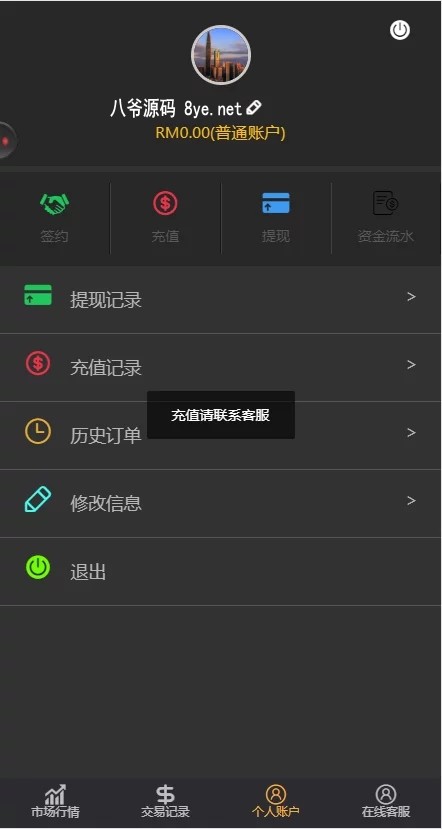 八爷源码 8ye.net
RM0.00(普通账户)
签约
充值
提现
资金流水
提现记录 >
充值记录 >
充值请联系客服
历史订单 >
修改信息 >
退出
市场行情
交易记录
个人账户
在线客服